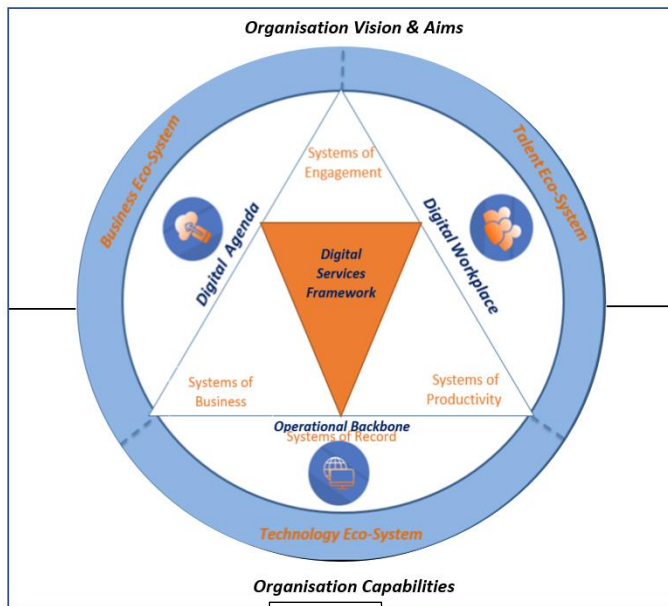 Organisation Vision & Aims
Business Eco-System
Talent Eco-System
Systems of
Engagement
Digital Agenda
Digital Workplace
Digital
Services
Framework
Systems of
Business
Systems of
Productivity
Operational Backbone
Systems of Record
Technology Eco-System
Organisation Capabilities